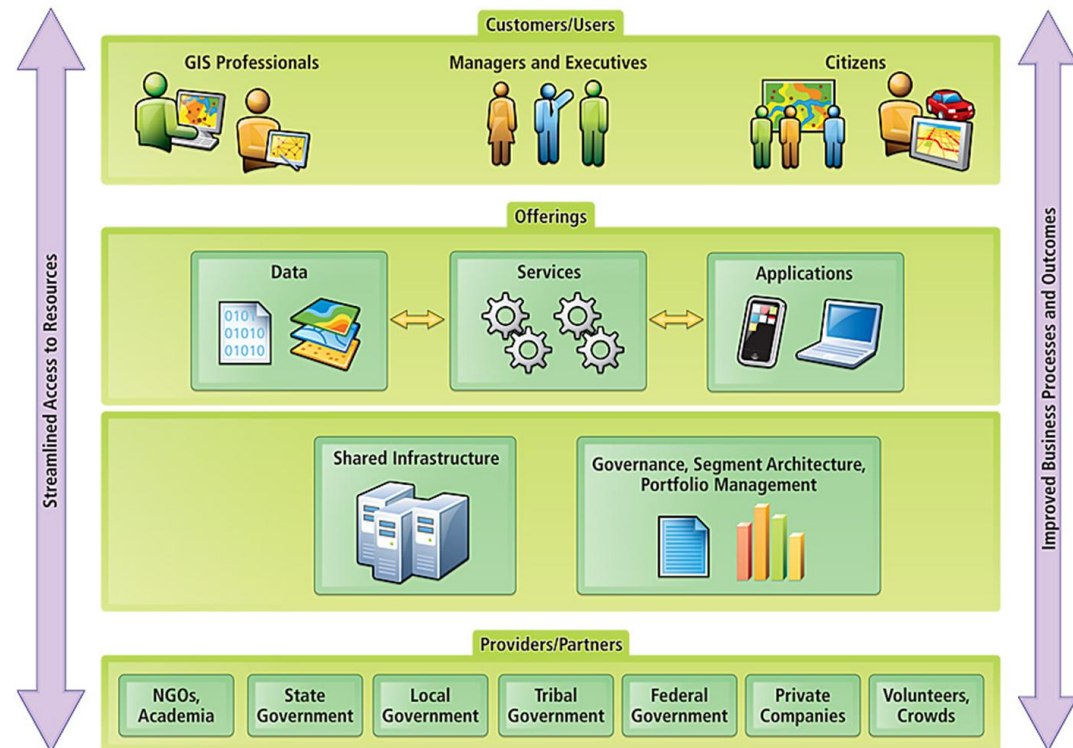 Customers/Users
GIS Professionals
Managers and Executives
Citizens
Offerings
Data
Services
Applications
0101
01010
01010
Shared Infrastructure
Governance, Segment Architecture,
Portfolio Management
Providers/Partners
NGOs,
Academia
State
Government
Local
Government
Tribal
Government
Federal
Government
Private
Companies
Volunteers,
Crowds
Streamlined Access to Resources
Improved Business Processes and Outcomes